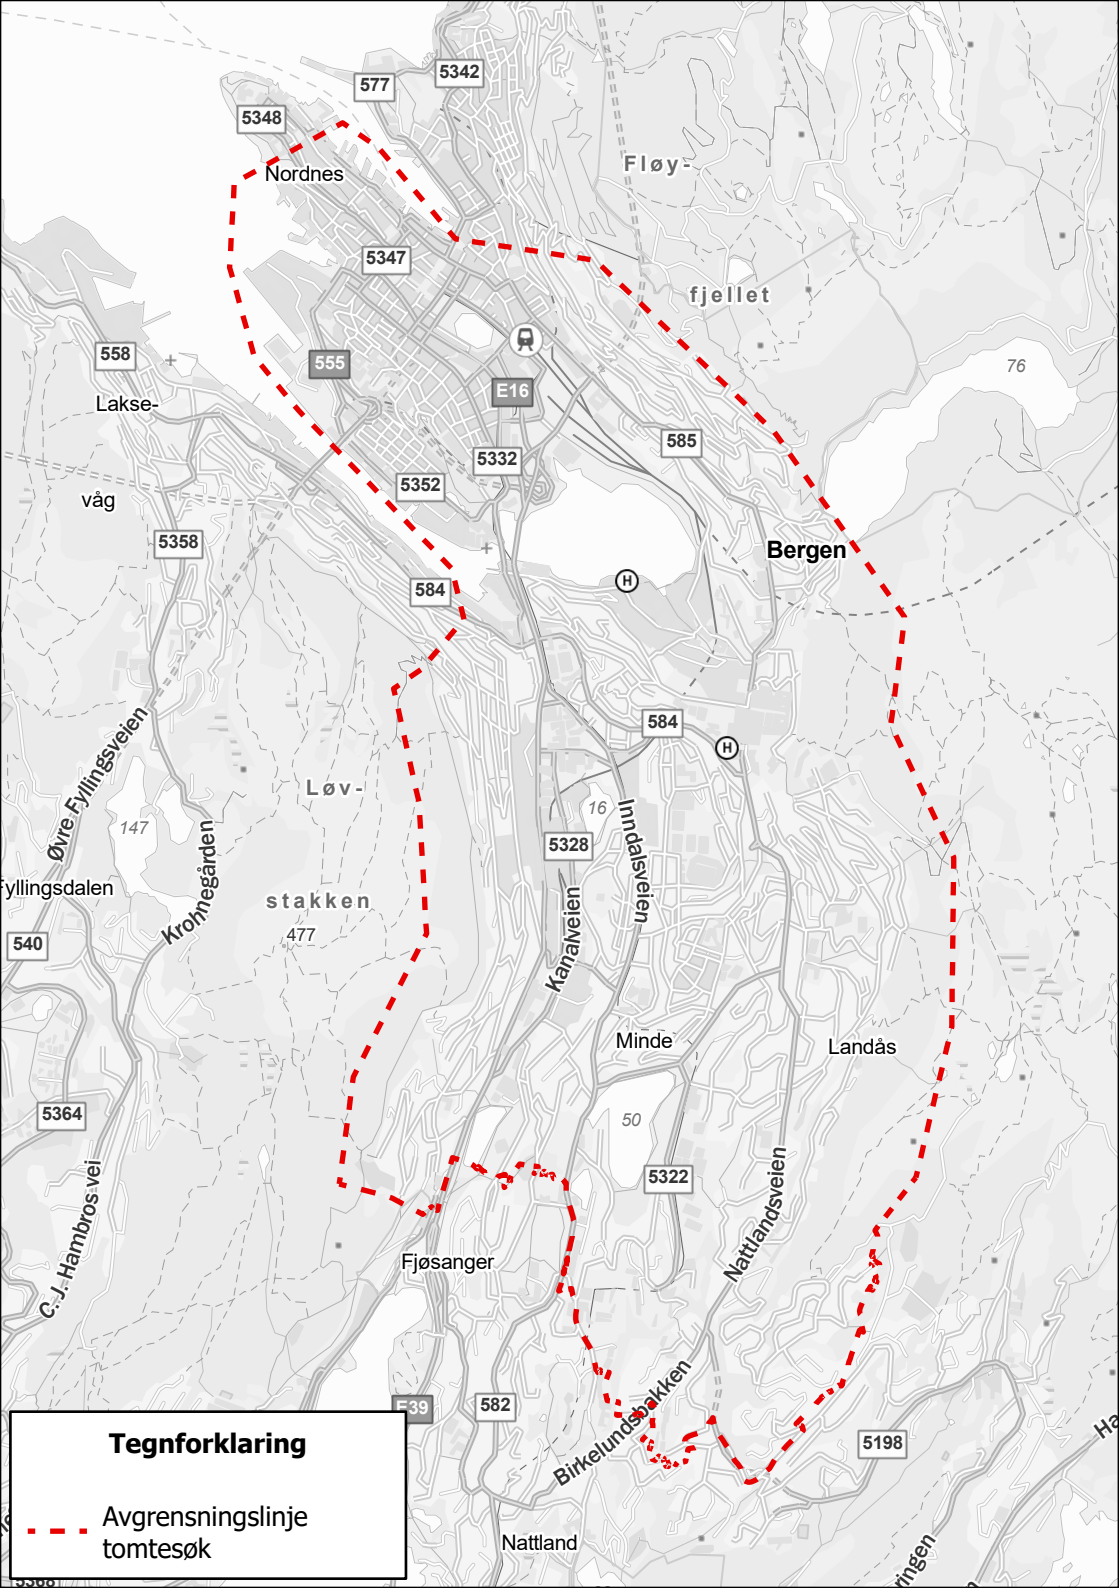 5342
577
5348
Fløy-
Nordnes
5347
fjellet
558
555
76
E16
Lakse-
585
5332
5352
våg
5358
Bergen
H
584
584
H
Øvre Fyllingsveien
Løv-
16
Inndalsveien
147
5328
Krohnegården
stakken
477
540
Kanalveien
Minde
Landås
5364
50
5322
C. J. Hambros vei
Nattlandsveien
Fjøsanger
E39
582
Birkelundsbakken
5198
Tegnforklaring
Avgrensningslinje
tomtesøk
Nattland
5368